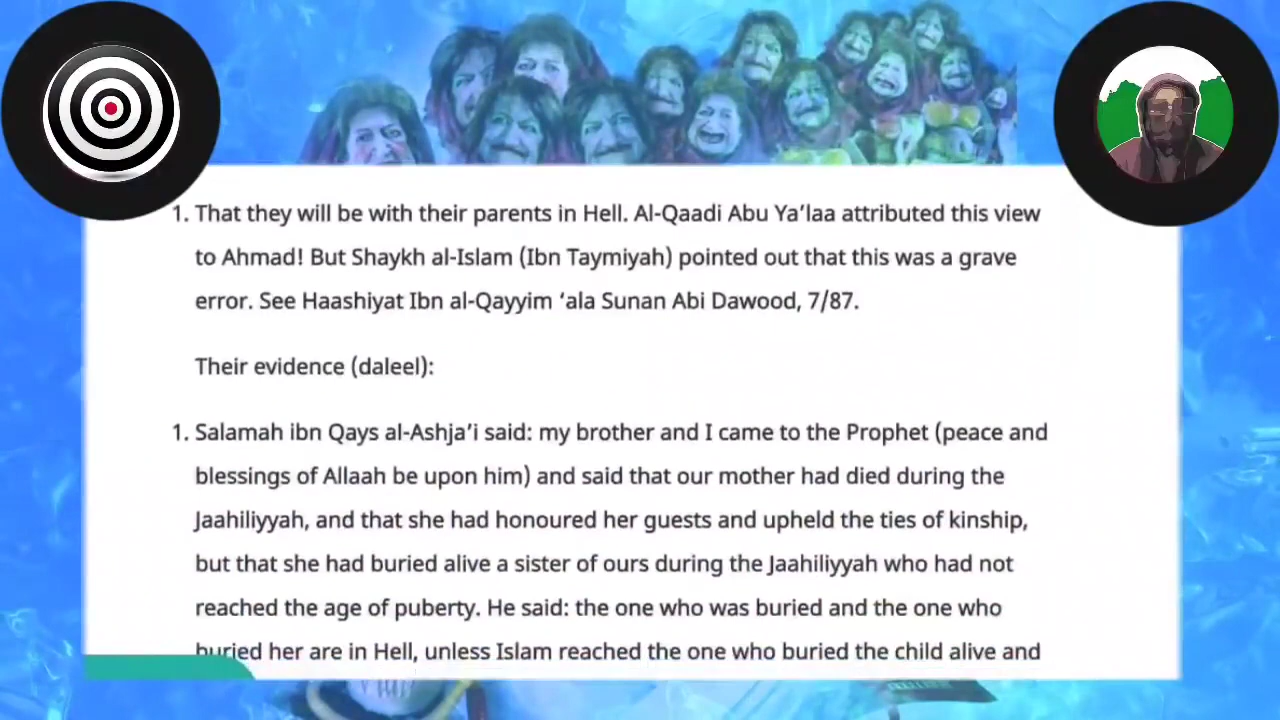 1. That they will be with their parents in Hell. Al-Qaadi Abu Ya’laa attributed this view
to Ahmad! But Shaykh al-Islam (Ibn Taymiyah) pointed out that this was a grave
error. See Haashiyat Ibn al-Qayyim ‘ala Sunan Abi Dawood, 7/87.
Their evidence (daleel):
1. Salamah ibn Qays al-Ashja’i said: my brother and I came to the Prophet (peace and
blessings of Allaah be upon him) and said that our mother had died during the
Jaahiliyyah, and that she had honoured her guests and upheld the ties of kinship,
but that she had buried alive a sister of ours during the Jaahiliyyah who had not
reached the age of puberty. He said: the one who was buried and the one who
buried her are in Hell, unless Islam reached the one who buried the child alive and